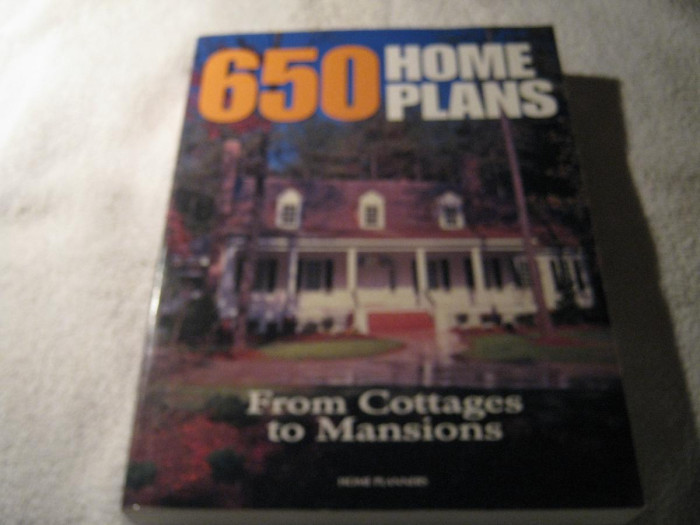 650 HOME
PLANS
From Cottages
to Mansions
HOME PLANNERS